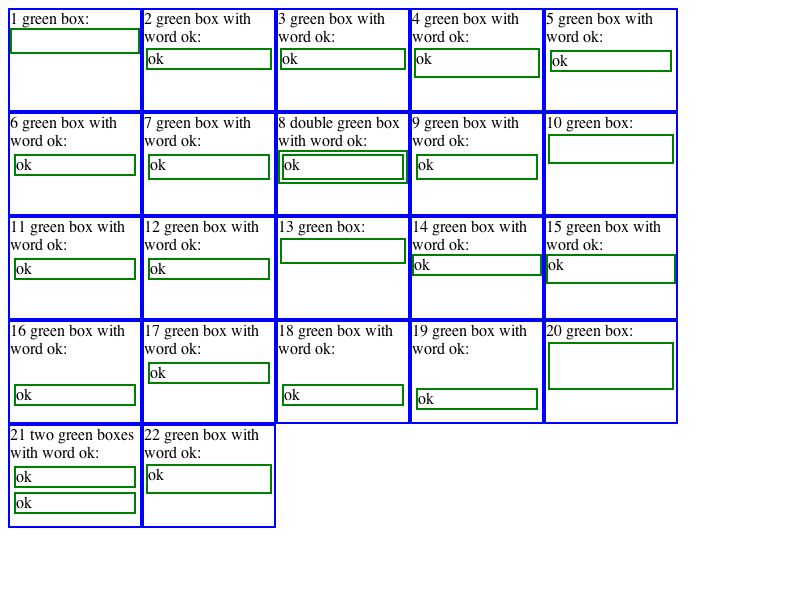 1 green box:
2 green box with
word ok:
ok
3 green box with
word ok:
ok
4 green box with
word ok:
ok
5 green box with
word ok:
ok
6 green box with
word ok:
ok
7 green box with
word ok:
ok
8 double green box
with word ok:
ok
9 green box with
word ok:
ok
10 green box:
11 green box with
word ok:
ok
12 green box with
word ok:
ok
13 green box:
14 green box with
word ok:
ok
15 green box with
word ok:
ok
16 green box with
word ok:
ok
17 green box with
word ok:
ok
18 green box with
word ok:
ok
19 green box with
word ok:
ok
20 green box:
21 two green boxes
with word ok:
ok
ok
22 green box with
word ok:
ok